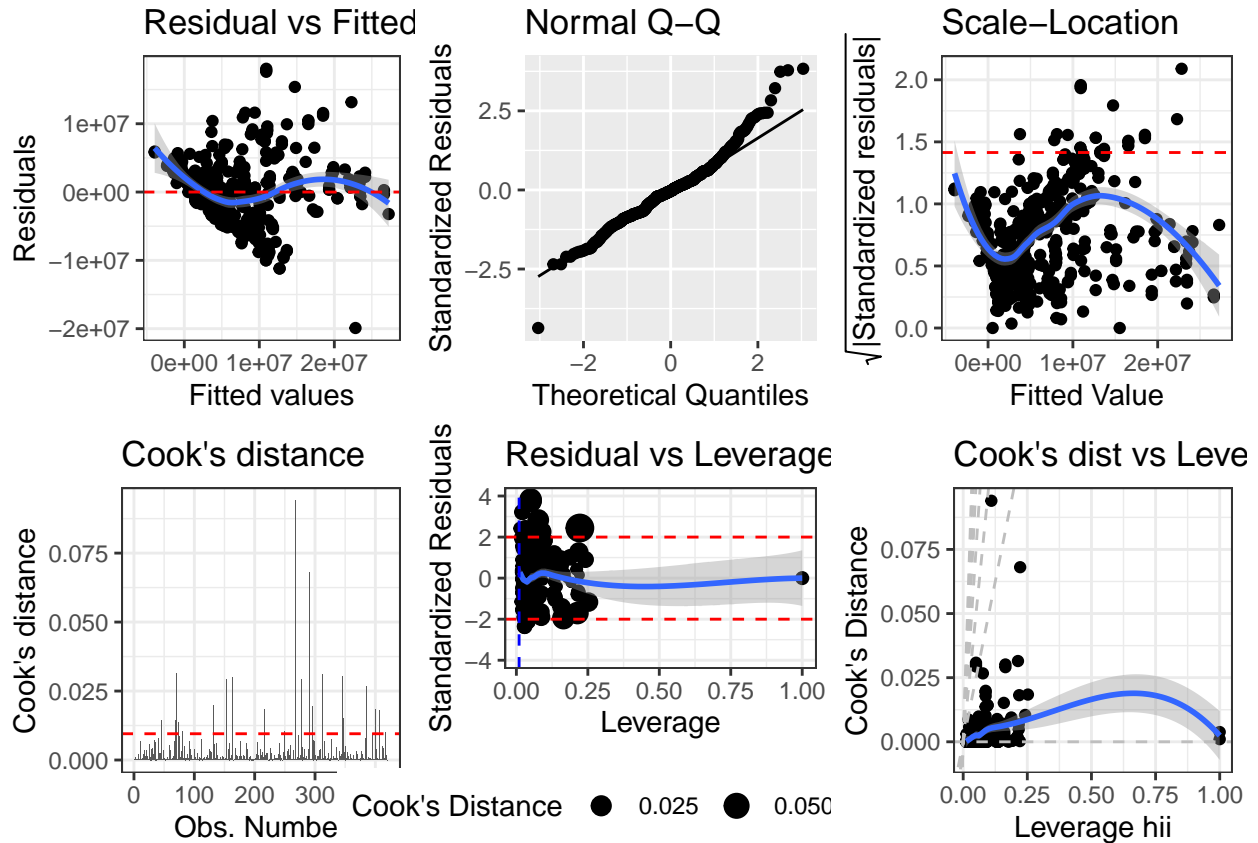 Residual vs Fitted
Residuals
1e+07
0e+00
−1e+07
−2e+07
0e+00 1e+07 2e+07
Fitted values
Normal Q−Q
Standardized Residuals
2.5
0.0
−2.5
−2 0 2
Theoretical Quantiles
Scale−Location
√|Standardized residuals|
2.0
1.5
1.0
0.5
0.0
0e+00 1e+07 2e+07
Fitted Value
Cook's distance
Cook's distance
0.075
0.050
0.025
0.000
0 100 200 300
Obs. Numbe
Residual vs Leverage
Standardized Residuals
4
2
0
−2
−4
0.00 0.25 0.50 0.75 1.00
Leverage
Cook's Distance 0.025 0.050
Cook's dist vs Leve
Cook's Distance
0.075
0.050
0.025
0.000
0.00 0.25 0.50 0.75 1.00
Leverage hii